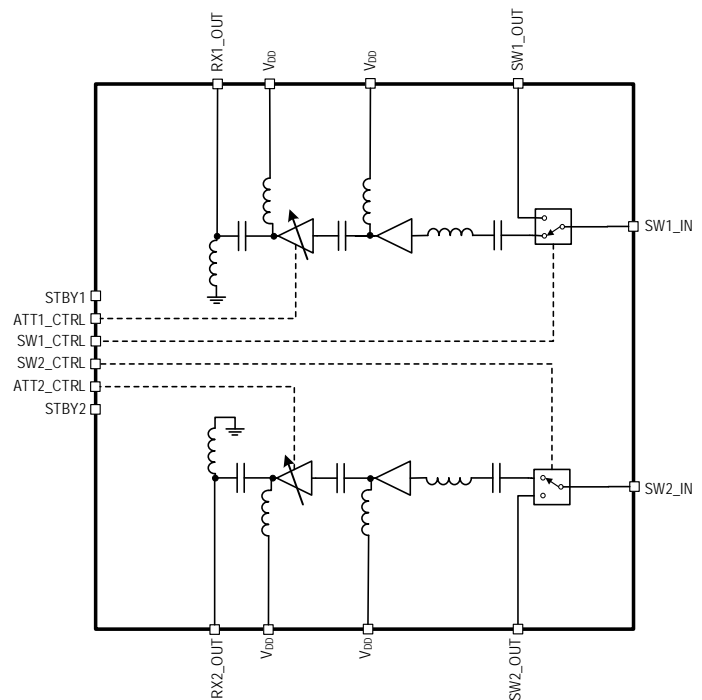 RX1_OUT
VDD
VDD
SW1_OUT
SW1_IN
STBY1
ATT1_CTRL
SW1_CTRL
SW2_CTRL
ATT2_CTRL
STBY2
SW2_IN
RX2_OUT
VDD
VDD
SW2_OUT